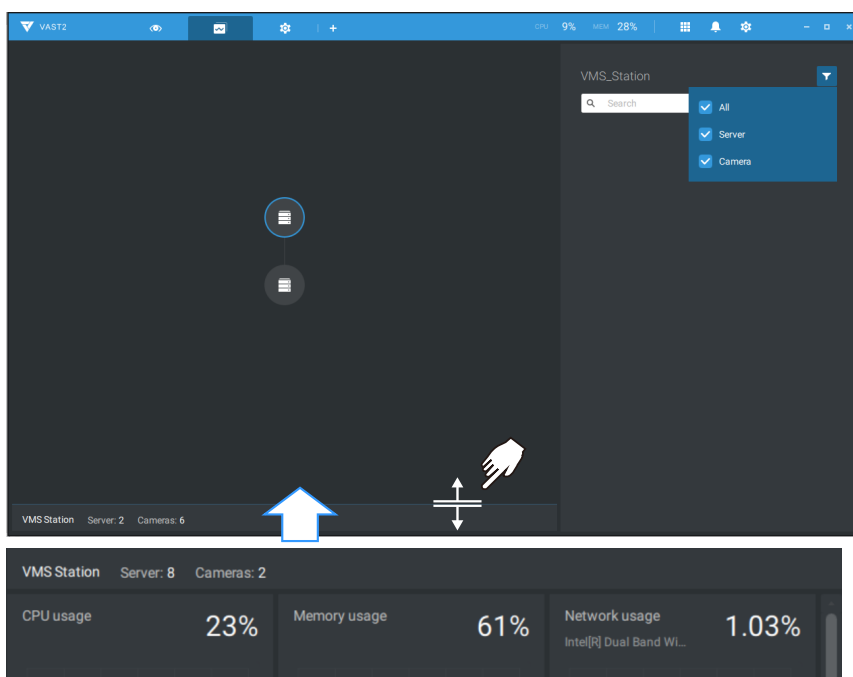 VAST2
CPU 9% MEM 28%
VMS_Station
Search
All
Server
Camera
VMS Station Server: 2 Cameras: 6
VMS Station Server: 8 Cameras: 2
CPU usage 23%
Memory usage 61%
Network usage 1.03%
Intel[R] Dual Band Wi...